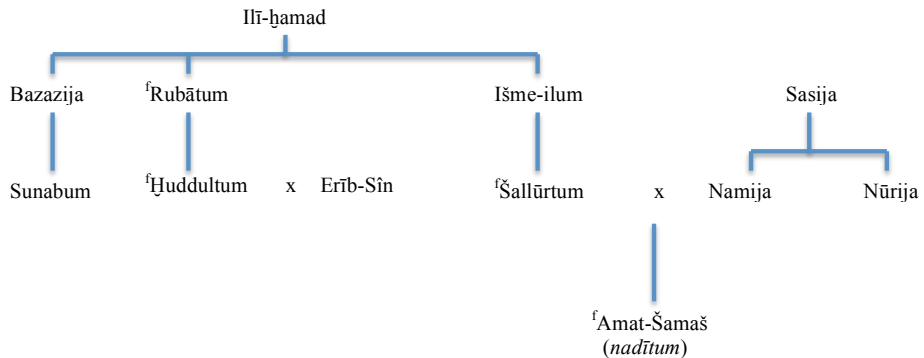 Ilī-ḫamad
Bazazija ᶠRubātum Išme-ilum Sasija
Sunabum ᶠḪuddultum x Erīb-Sîn ᶠŠallūrtum x Namija Nūrija
ᶠAmat-Šamaš
(nadītum)